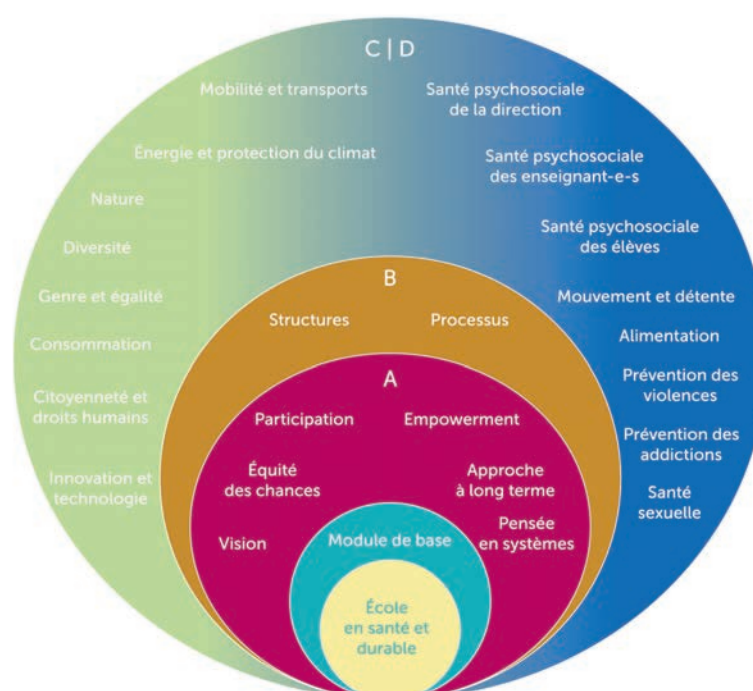 C | D
Mobilité et transports
Santé psychosociale
de la direction
Énergie et protection du climat
Santé psychosociale
des enseignant-e-s
Nature
Santé psychosociale
des élèves
Diversité
B
Genre et égalité
Mouvement et détente
Structures
Processus
Alimentation
Consommation
A
Prévention des
violences
Citoyenneté et
droits humains
Participation
Empowerment
Prévention des
addictions
Équité
des chances
Approche
à long terme
Innovation et
technologie
Santé
sexuelle
Vision
Module de base
Pensée
en systèmes
École
en santé et
durable